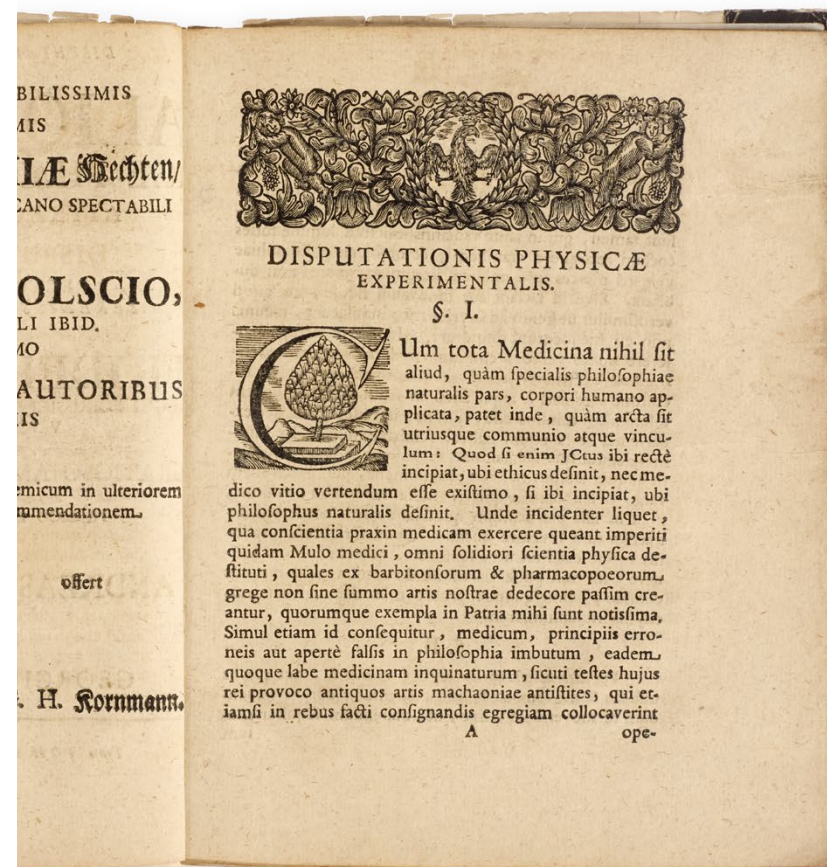 BILISSIMIS
MIS
IÆ Hechten/
CANO SPECTABILI
OLSCIO,
LI IBID.
MO
AUTORIBUS
IS
emicum in ulteriorem
mmendationem
offert
. H. Kornmann.
DISPUTATIONIS PHYSICÆ
EXPERIMENTALIS.
§. I.
CUm tota Medicina nihil ſit
aliud, quàm ſpecialis philoſophiae
naturalis pars, corpori humano ap-
plicata, patet inde, quàm arcta ſit
utriusque communio atque vincu-
lum: Quod ſi enim JCtus ibi rectè
incipiat, ubi ethicus definit, nec me-
dico vitio vertendum eſſe exiſtimo, ſi ibi incipiat, ubi
philoſophus naturalis definit. Unde incidenter liquet,
qua conſcientia praxin medicam exercere queant imperiti
quidam Mulo medici, omni ſolidiori ſcientia phyſica de-
ſtituti, quales ex barbitonſorum & pharmacopoeorum
grege non ſine ſummo artis noſtrae dedecore paſſim cre-
antur, quorumque exempla in Patria mihi ſunt notisſima.
Simul etiam id conſequitur, medicum, principiis erro-
neis aut apertè falſis in philoſophia imbutum, eadem
quoque labe medicinam inquinaturum, ſicuti teſtes hujus
rei provoco antiquos artis machaoniae antiſtites, qui et-
iamſi in rebus facti conſignandis egregiam collocaverint
A
ope-